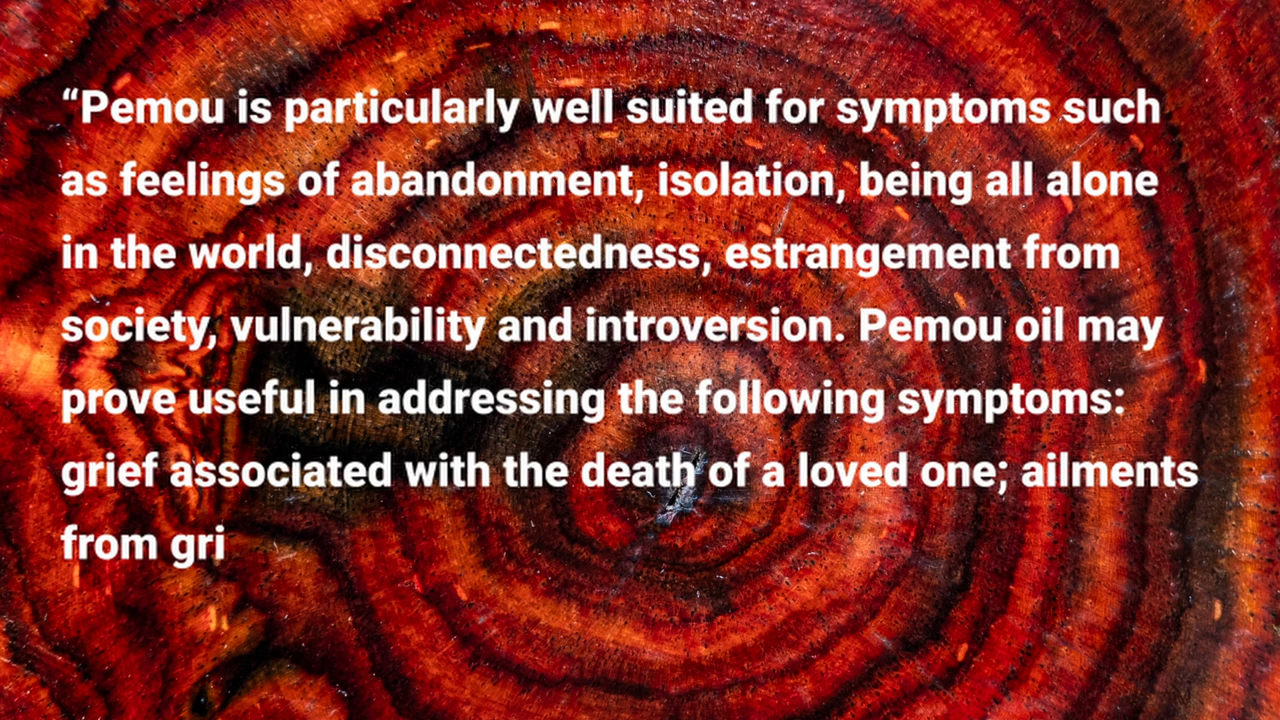 “Pemou is particularly well suited for symptoms such
as feelings of abandonment, isolation, being all alone
in the world, disconnectedness, estrangement from
society, vulnerability and introversion. Pemou oil may
prove useful in addressing the following symptoms:
grief associated with the death of a loved one; ailments
from gri